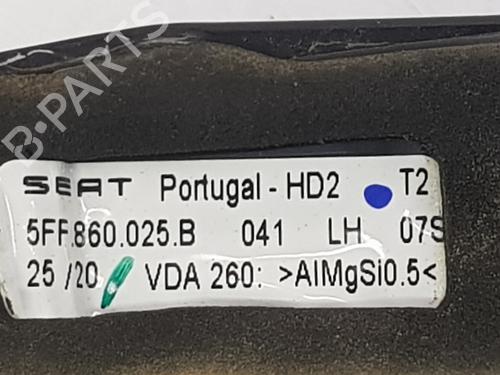 B-PARTS
SEAT Portugal - HD2 T2
5FF.860.025.B 041 LH 07S
25 /20 VDA 260: >AlMgSi0.5<